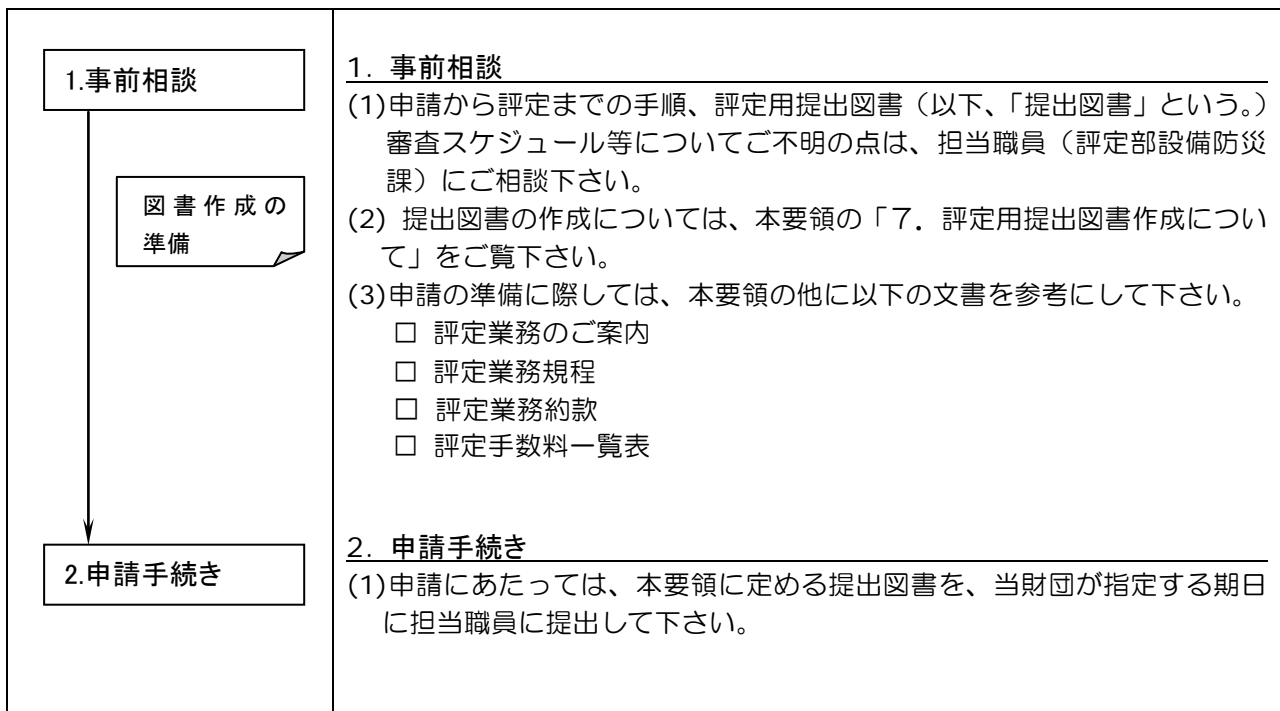 1.事前相談
図書作成の
準備
2.申請手続き
1. 事前相談
(1)申請から評定までの手順、評定用提出図書（以下、「提出図書」という。）
審査スケジュール等についてご不明の点は、担当職員（評定部設備防災
課）にご相談下さい。
(2) 提出図書の作成については、本要領の「7．評定用提出図書作成につい
て」をご覧下さい。
(3)申請の準備に際しては、本要領の他に以下の文書を参考にして下さい。
□ 評定業務のご案内
□ 評定業務規程
□ 評定業務約款
□ 評定手数料一覧表
2. 申請手続き
(1)申請にあたっては、本要領に定める提出図書を、当財団が指定する期日
に担当職員に提出して下さい。